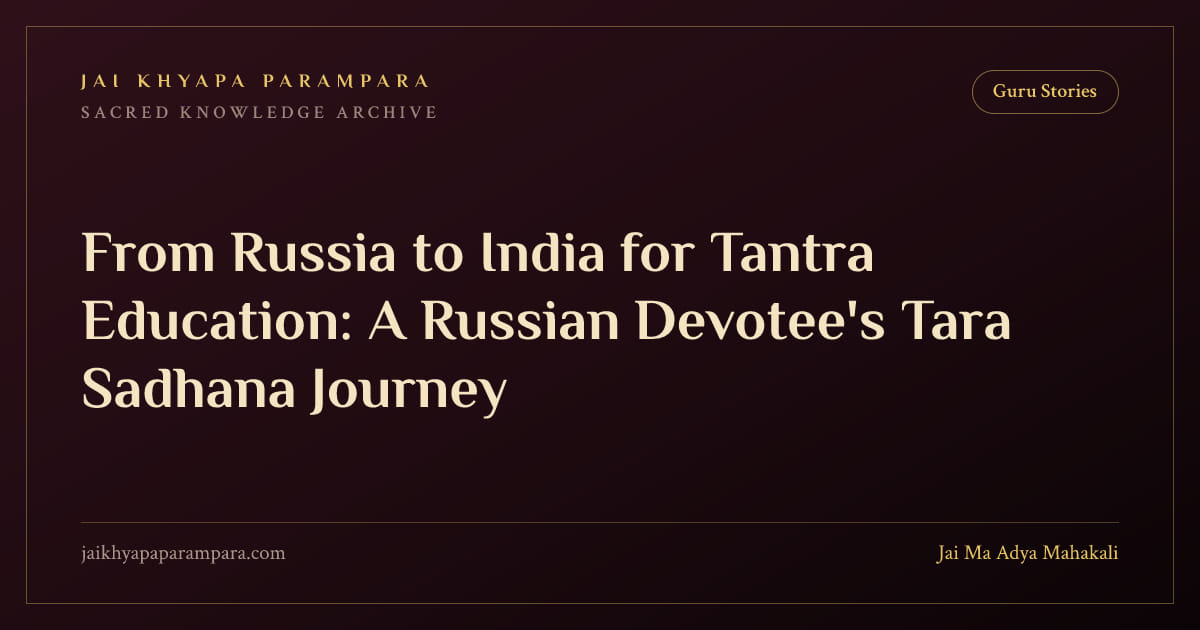 JAI KHYAPA PARAMPARA
SACRED KNOWLEDGE ARCHIVE
Guru Stories
From Russia to India for Tantra
Education: A Russian Devotee's Tara
Sadhana Journey
jaikhyapaparampara.com
Jai Ma Adya Mahakali